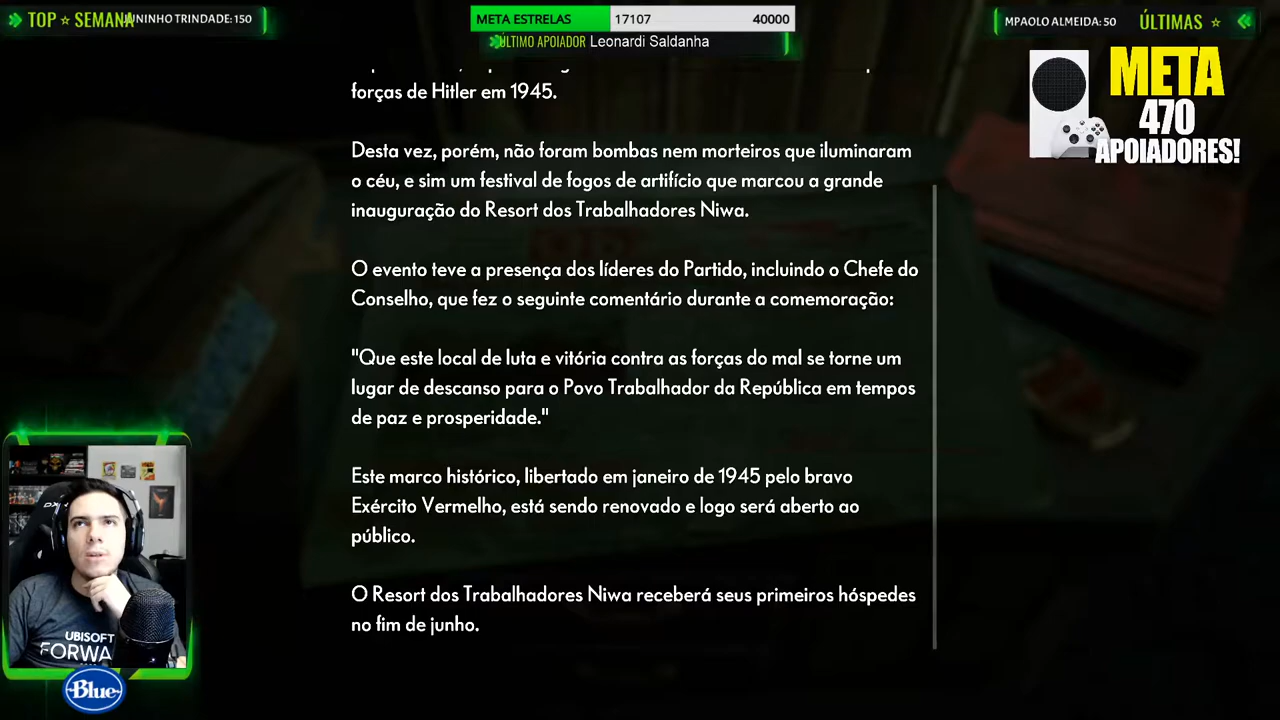 TOP ☆ SEMANA
JUNINHO TRINDADE: 150
META ESTRELAS 17107 40000
ÚLTIMO APOIADOR Leonardi Saldanha
MPAOLO ALMEIDA: 50
ÚLTIMAS ☆
META
470
APOIADORES!
forças de Hitler em 1945.
Desta vez, porém, não foram bombas nem morteiros que iluminaram
o céu, e sim um festival de fogos de artifício que marcou a grande
inauguração do Resort dos Trabalhadores Niwa.
O evento teve a presença dos líderes do Partido, incluindo o Chefe do
Conselho, que fez o seguinte comentário durante a comemoração:
"Que este local de luta e vitória contra as forças do mal se torne um
lugar de descanso para o Povo Trabalhador da República em tempos
de paz e prosperidade."
Este marco histórico, libertado em janeiro de 1945 pelo bravo
Exército Vermelho, está sendo renovado e logo será aberto ao
público.
O Resort dos Trabalhadores Niwa receberá seus primeiros hóspedes
no fim de junho.
UBISOFT
FORWA
Blue